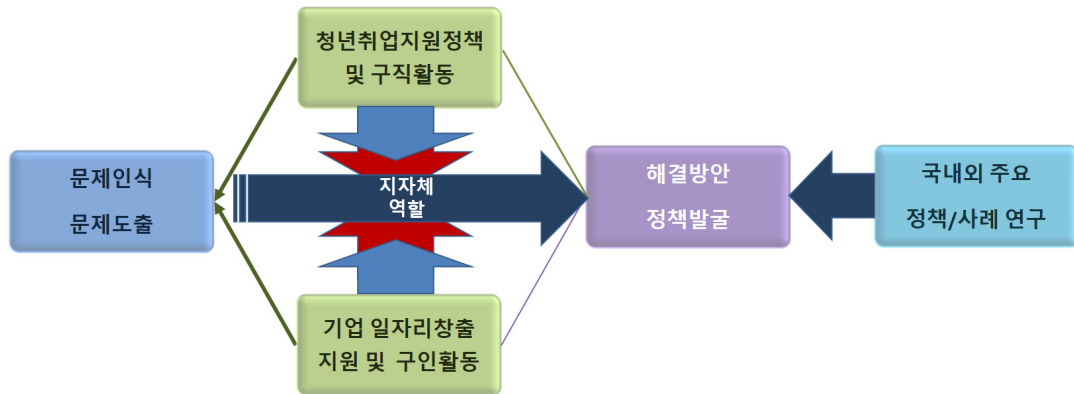 청년취업지원정책
및 구직활동
문제인식
문제도출
지자체
역할
해결방안
정책발굴
국내외 주요
정책/사례 연구
기업 일자리창출
지원 및 구인활동